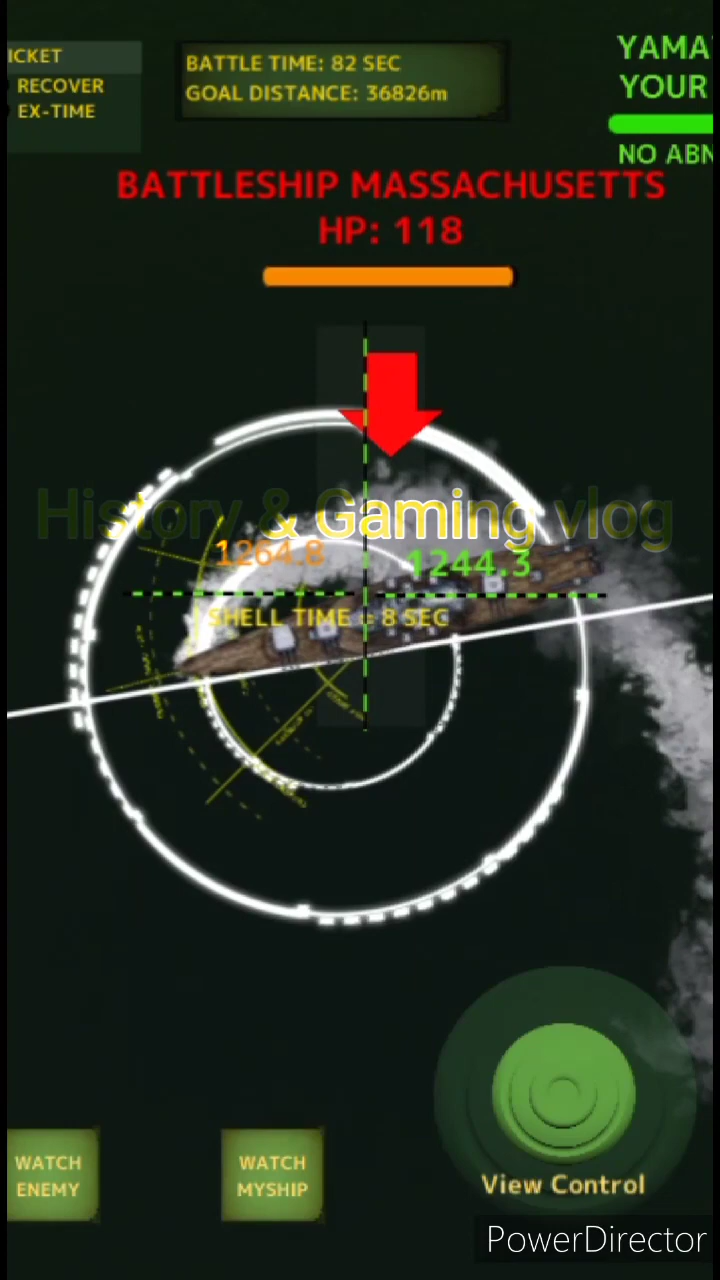 ICKET
RECOVER
EX-TIME
BATTLE TIME: 82 SEC
GOAL DISTANCE: 36826m
YAMA
YOUR
NO ABN
BATTLESHIP MASSACHUSETTS
HP: 118
History & Gaming vlog
1264.8
1244.3
SHELL TIME = 8 SEC
WATCH
ENEMY
WATCH
MYSHIP
View Control
PowerDirector